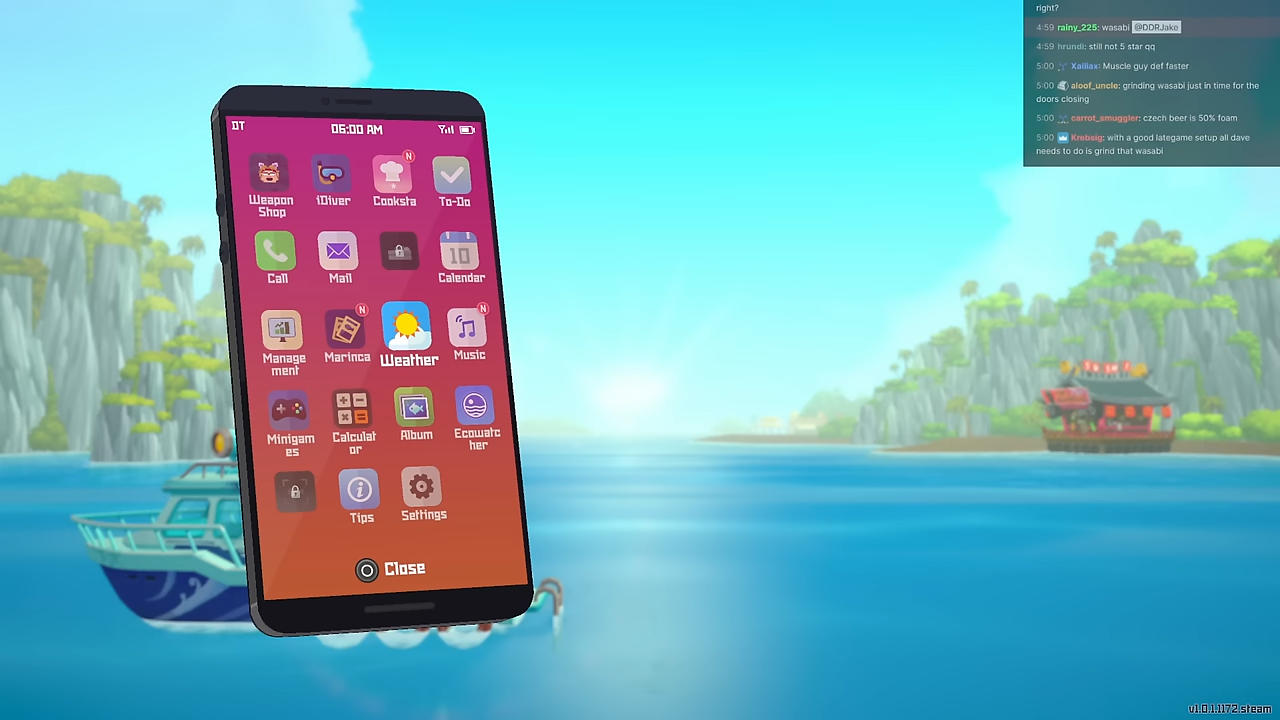 right?
4:59 rainy_225: wasabi @DDRJake
4:59 hrundi: still not 5 star qq
5:00 Xaliiax: Muscle guy def faster
5:00 aloof_uncle: grinding wasabi just in time for the
doors closing
5:00 carrot_smuggler: czech beer is 50% foam
5:00 Krebsig: with a good lategame setup all dave
needs to do is grind that wasabi
DT 06:00 AM
N
Weapon
Shop
iDiver
Cooksta
To-Do
10
Call
Mail
Calendar
N
N
Manage
ment
Marinca
Weather
Music
Minigam
es
Calculat
or
Album
Ecowatc
her
Tips
Settings
Close
v1.0.1.1172.steam